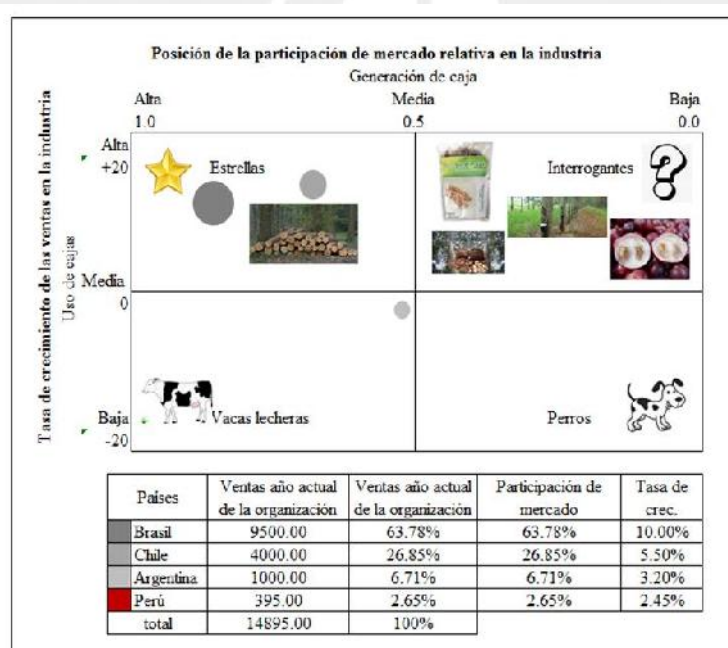 Posición de la participación de mercado relativa en la industria
Generación de caja
Alta Media Baja
1.0 0.5 0.0
Tasa de crecimiento de las ventas en la industria
Uso de cajas
Alta
+20
Estrellas
Interrogantes
?
Media
0
Baja
-20
Vacas lecheras
Perros
Países Ventas año actual de la organización Ventas año actual de la organización Participación de mercado Tasa de crec.
Brasil 9500.00 63.78% 63.78% 10.00%
Chile 4000.00 26.85% 26.85% 5.50%
Argentina 1000.00 6.71% 6.71% 3.20%
Perú 395.00 2.65% 2.65% 2.45%
total 14895.00 100%